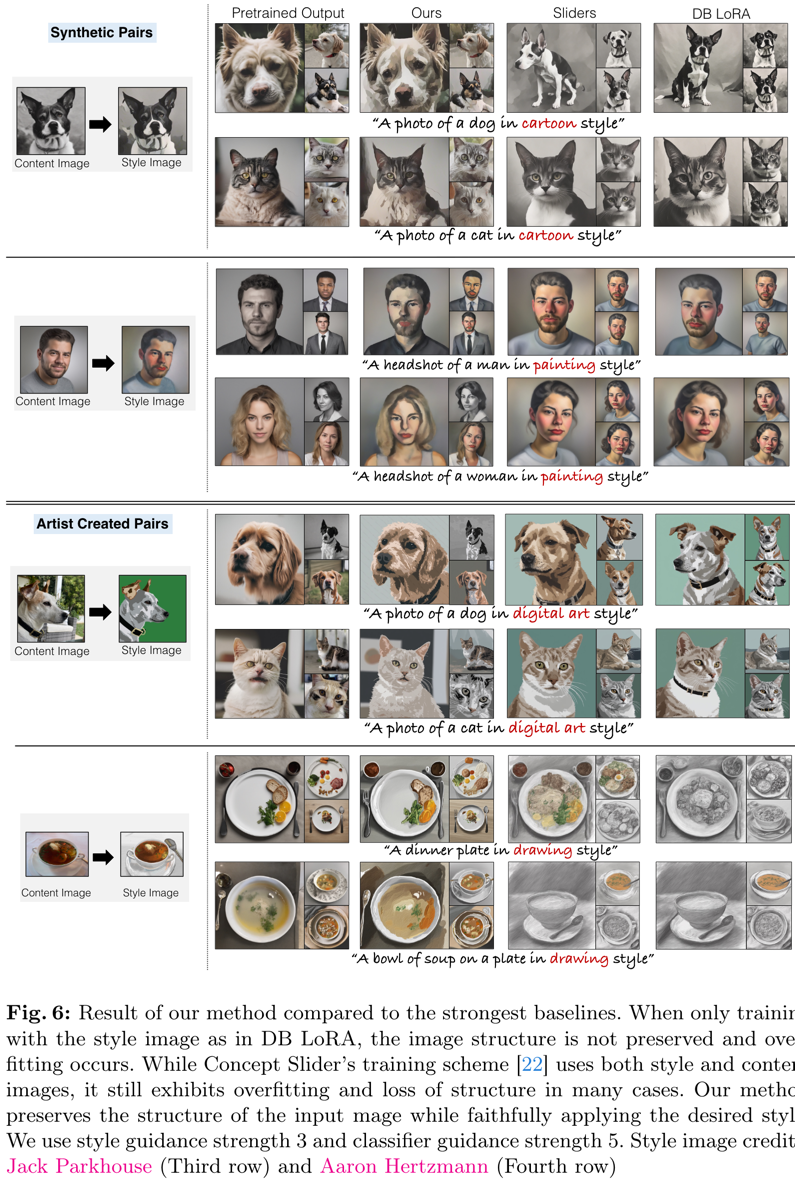 Synthetic Pairs
Pretrained Output Ours Sliders DB LoRA
Content Image Style Image
“A photo of a dog in cartoon style”
“A photo of a cat in cartoon style”
Content Image Style Image
“A headshot of a man in painting style”
“A headshot of a woman in painting style”
Artist Created Pairs
Content Image Style Image
“A photo of a dog in digital art style”
“A photo of a cat in digital art style”
Content Image Style Image
“A dinner plate in drawing style”
“A bowl of soup on a plate in drawing style”
Fig. 6: Result of our method compared to the strongest baselines. When only trainin
with the style image as in DB LoRA, the image structure is not preserved and ove
fitting occurs. While Concept Slider’s training scheme [22] uses both style and conten
images, it still exhibits overfitting and loss of structure in many cases. Our metho
preserves the structure of the input mage while faithfully applying the desired styl
We use style guidance strength 3 and classifier guidance strength 5. Style image credit
Jack Parkhouse (Third row) and Aaron Hertzmann (Fourth row)